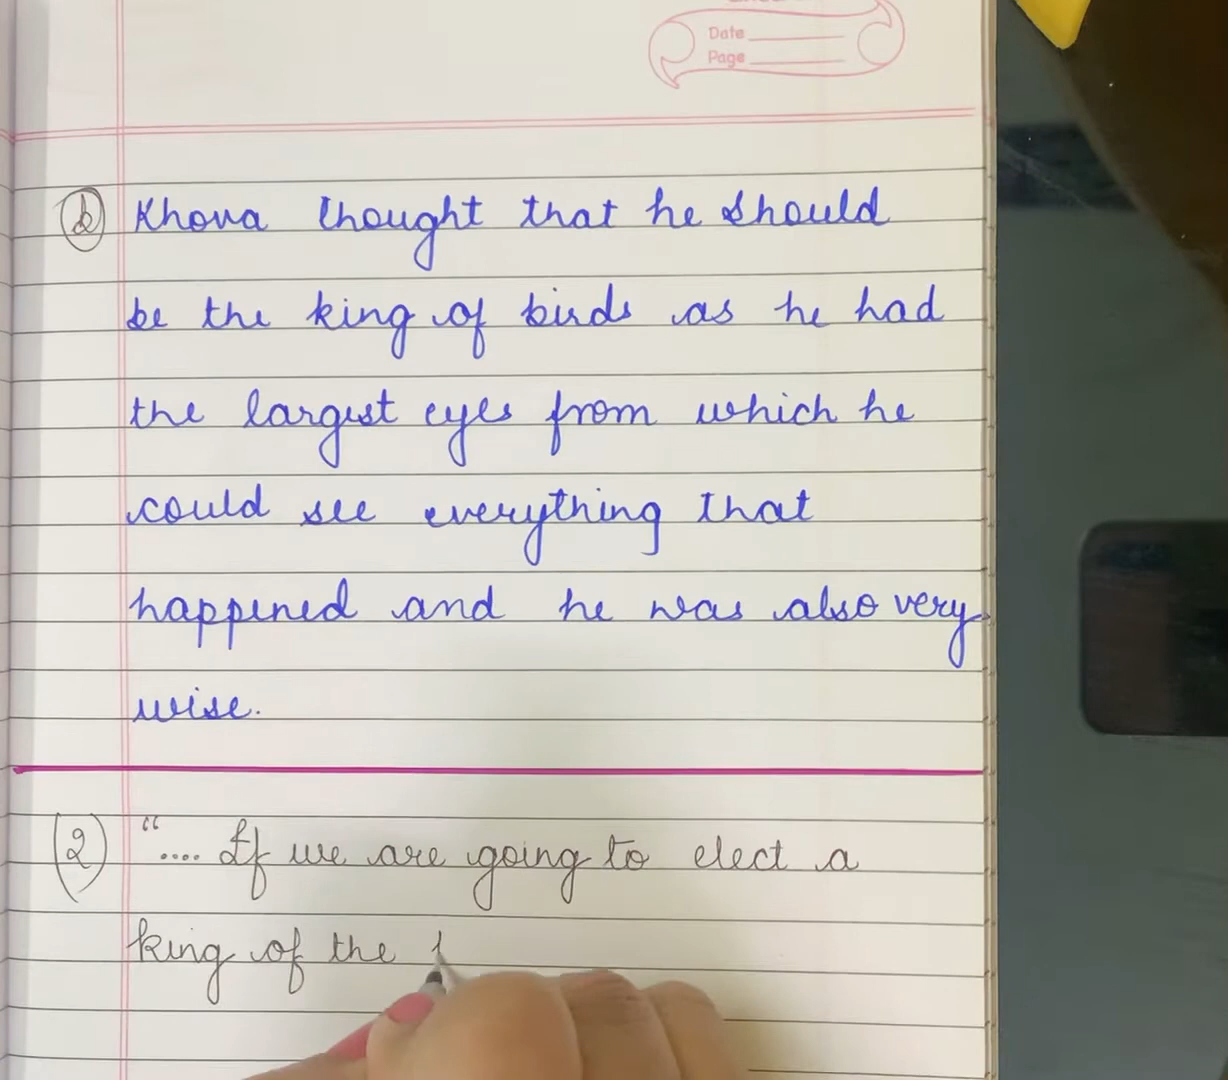 Date
Page
(b) Khova thought that he should
be the king of birds as he had
the largest eyes from which he
could see everything that
happened and he was also very
wise.
(2) ".... If we are going to elect a
king of the